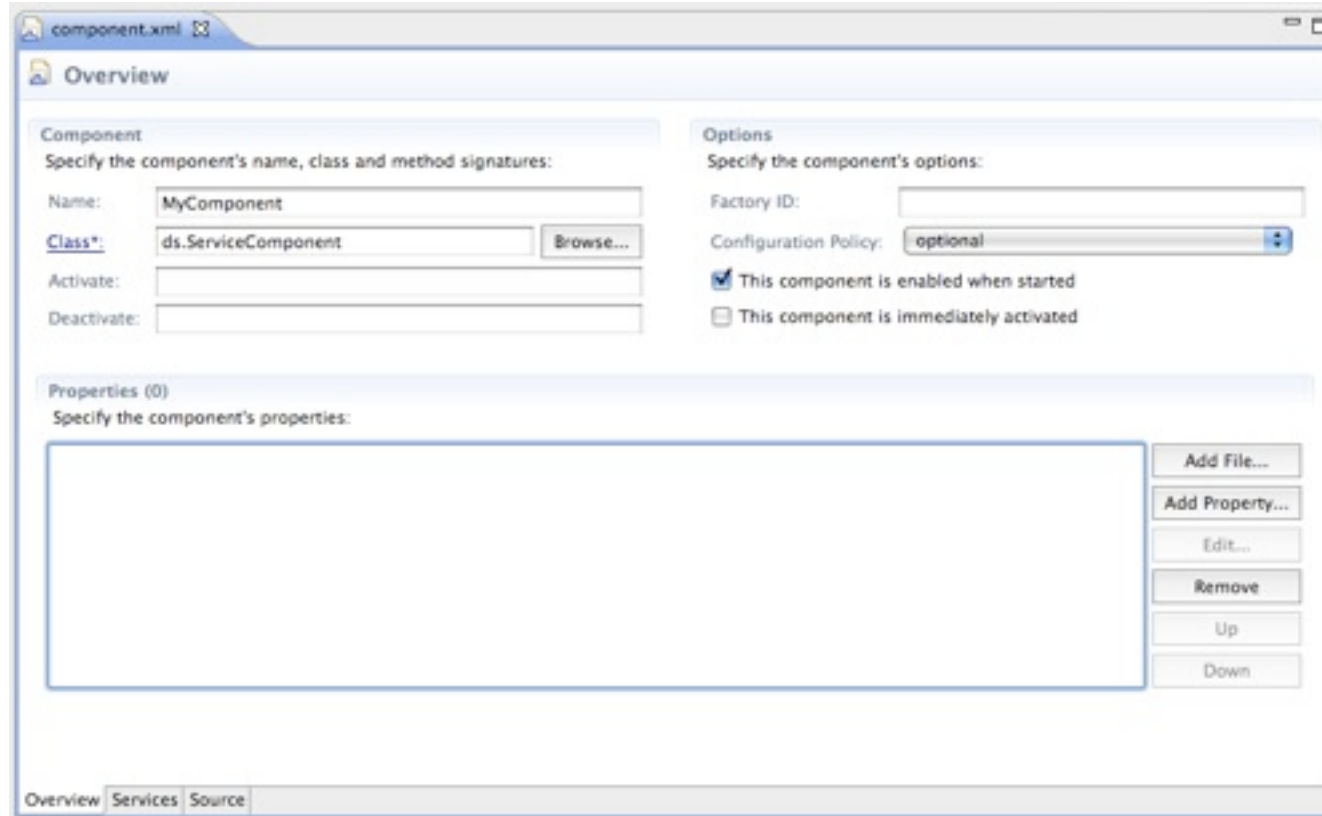 component.xml
Overview
Component
Specify the component's name, class and method signatures:
Name: MyComponent
Class*: ds.ServiceComponent Browse...
Activate:
Deactivate:
Options
Specify the component's options:
Factory ID:
Configuration Policy: optional
This component is enabled when started
This component is immediately activated
Properties (0)
Specify the component's properties:
Add File...
Add Property...
Edit...
Remove
Up
Down
Overview Services Source